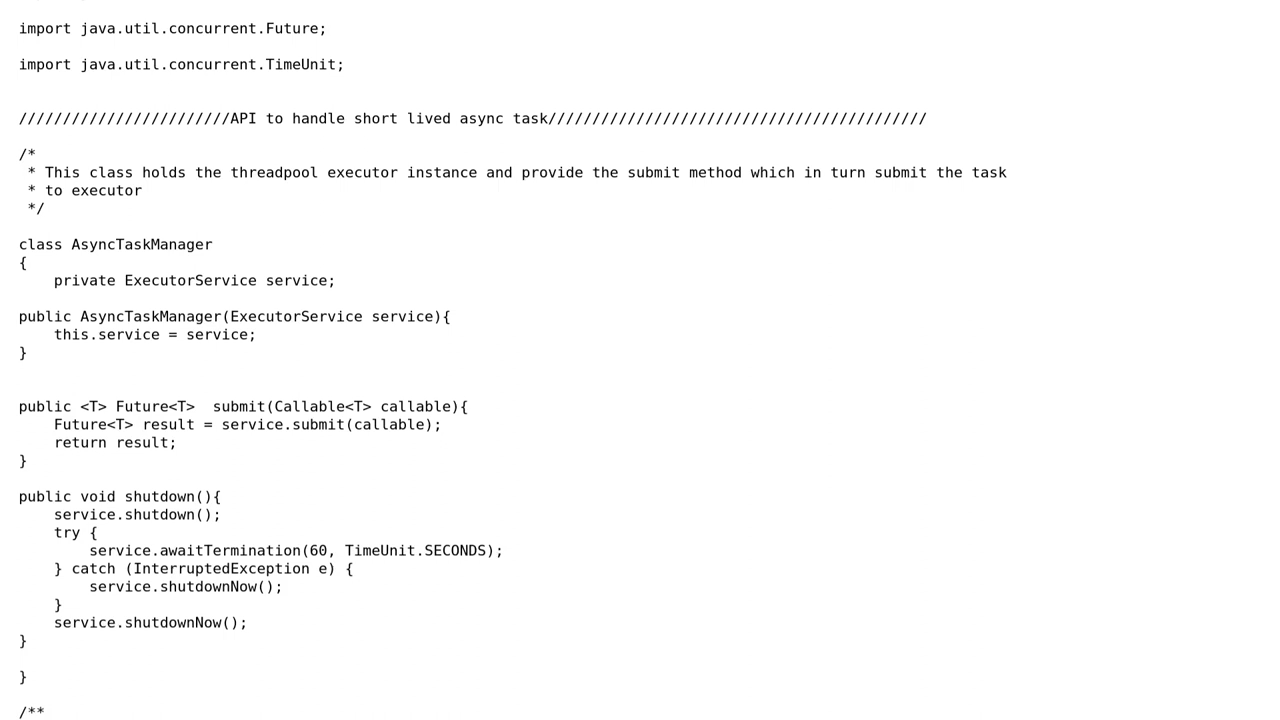 import java.util.concurrent.Future;
import java.util.concurrent.TimeUnit;
////////////////////////API to handle short lived async task///////////////////////////////////////////
/*
 * This class holds the threadpool executor instance and provide the submit method which in turn submit the task
 * to executor
 */
class AsyncTaskManager
{
    private ExecutorService service;
public AsyncTaskManager(ExecutorService service){
    this.service = service;
}
public <T> Future<T>  submit(Callable<T> callable){
    Future<T> result = service.submit(callable);
    return result;
}
public void shutdown(){
    service.shutdown();
    try {
        service.awaitTermination(60, TimeUnit.SECONDS);
    } catch (InterruptedException e) {
        service.shutdownNow();
    }
    service.shutdownNow();
}
}
/**